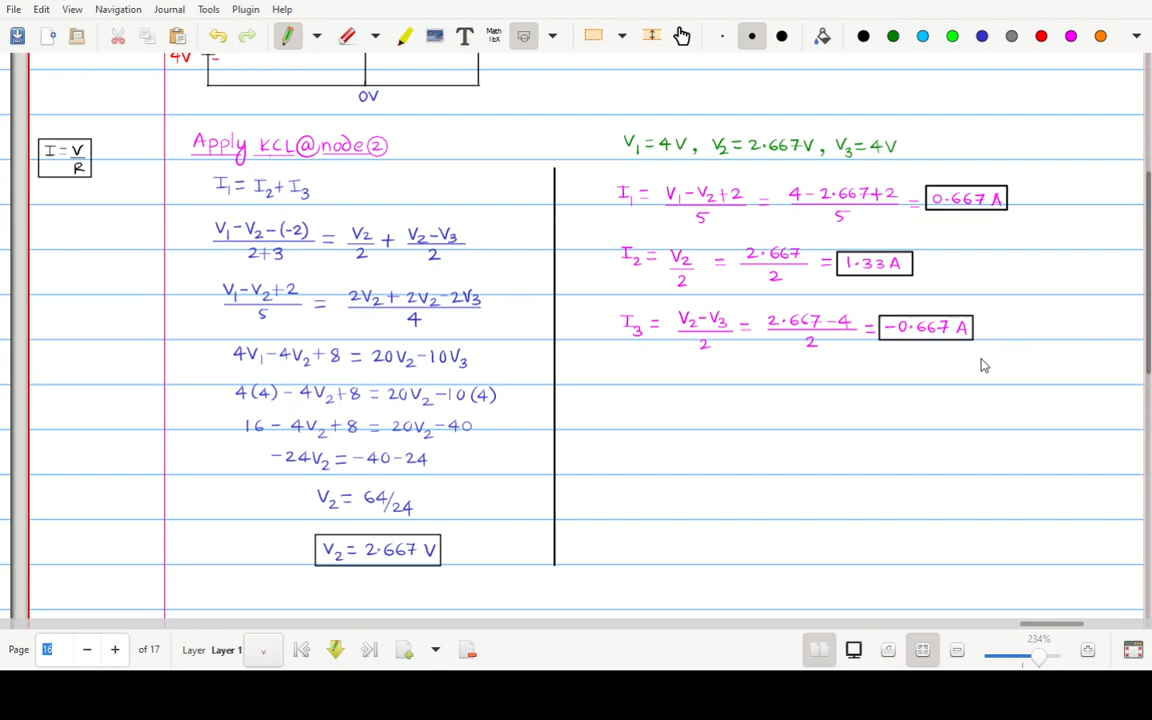 File Edit View Navigation Journal Tools Plugin Help
T Math TEX
4V
0V
I = V/R
Apply KCL@node②
I₁ = I₂ + I₃
(V₁-V₂-(-2))/(2+3) = V₂/2 + (V₂-V₃)/2
(V₁-V₂+2)/5 = (2V₂+2V₂-2V₃)/4
4V₁-4V₂+8 = 20V₂-10V₃
4(4) - 4V₂+8 = 20V₂-10(4)
16 - 4V₂+8 = 20V₂-40
-24V₂ = -40-24
V₂ = 64/24
V₂ = 2.667 V
V₁=4V, V₂=2.667V, V₃=4V
I₁ = (V₁-V₂+2)/5 = (4-2.667+2)/5 = 0.667 A
I₂ = V₂/2 = 2.667/2 = 1.33 A
I₃ = (V₂-V₃)/2 = (2.667-4)/2 = -0.667 A
Page 16 of 17 Layer Layer 1
234%